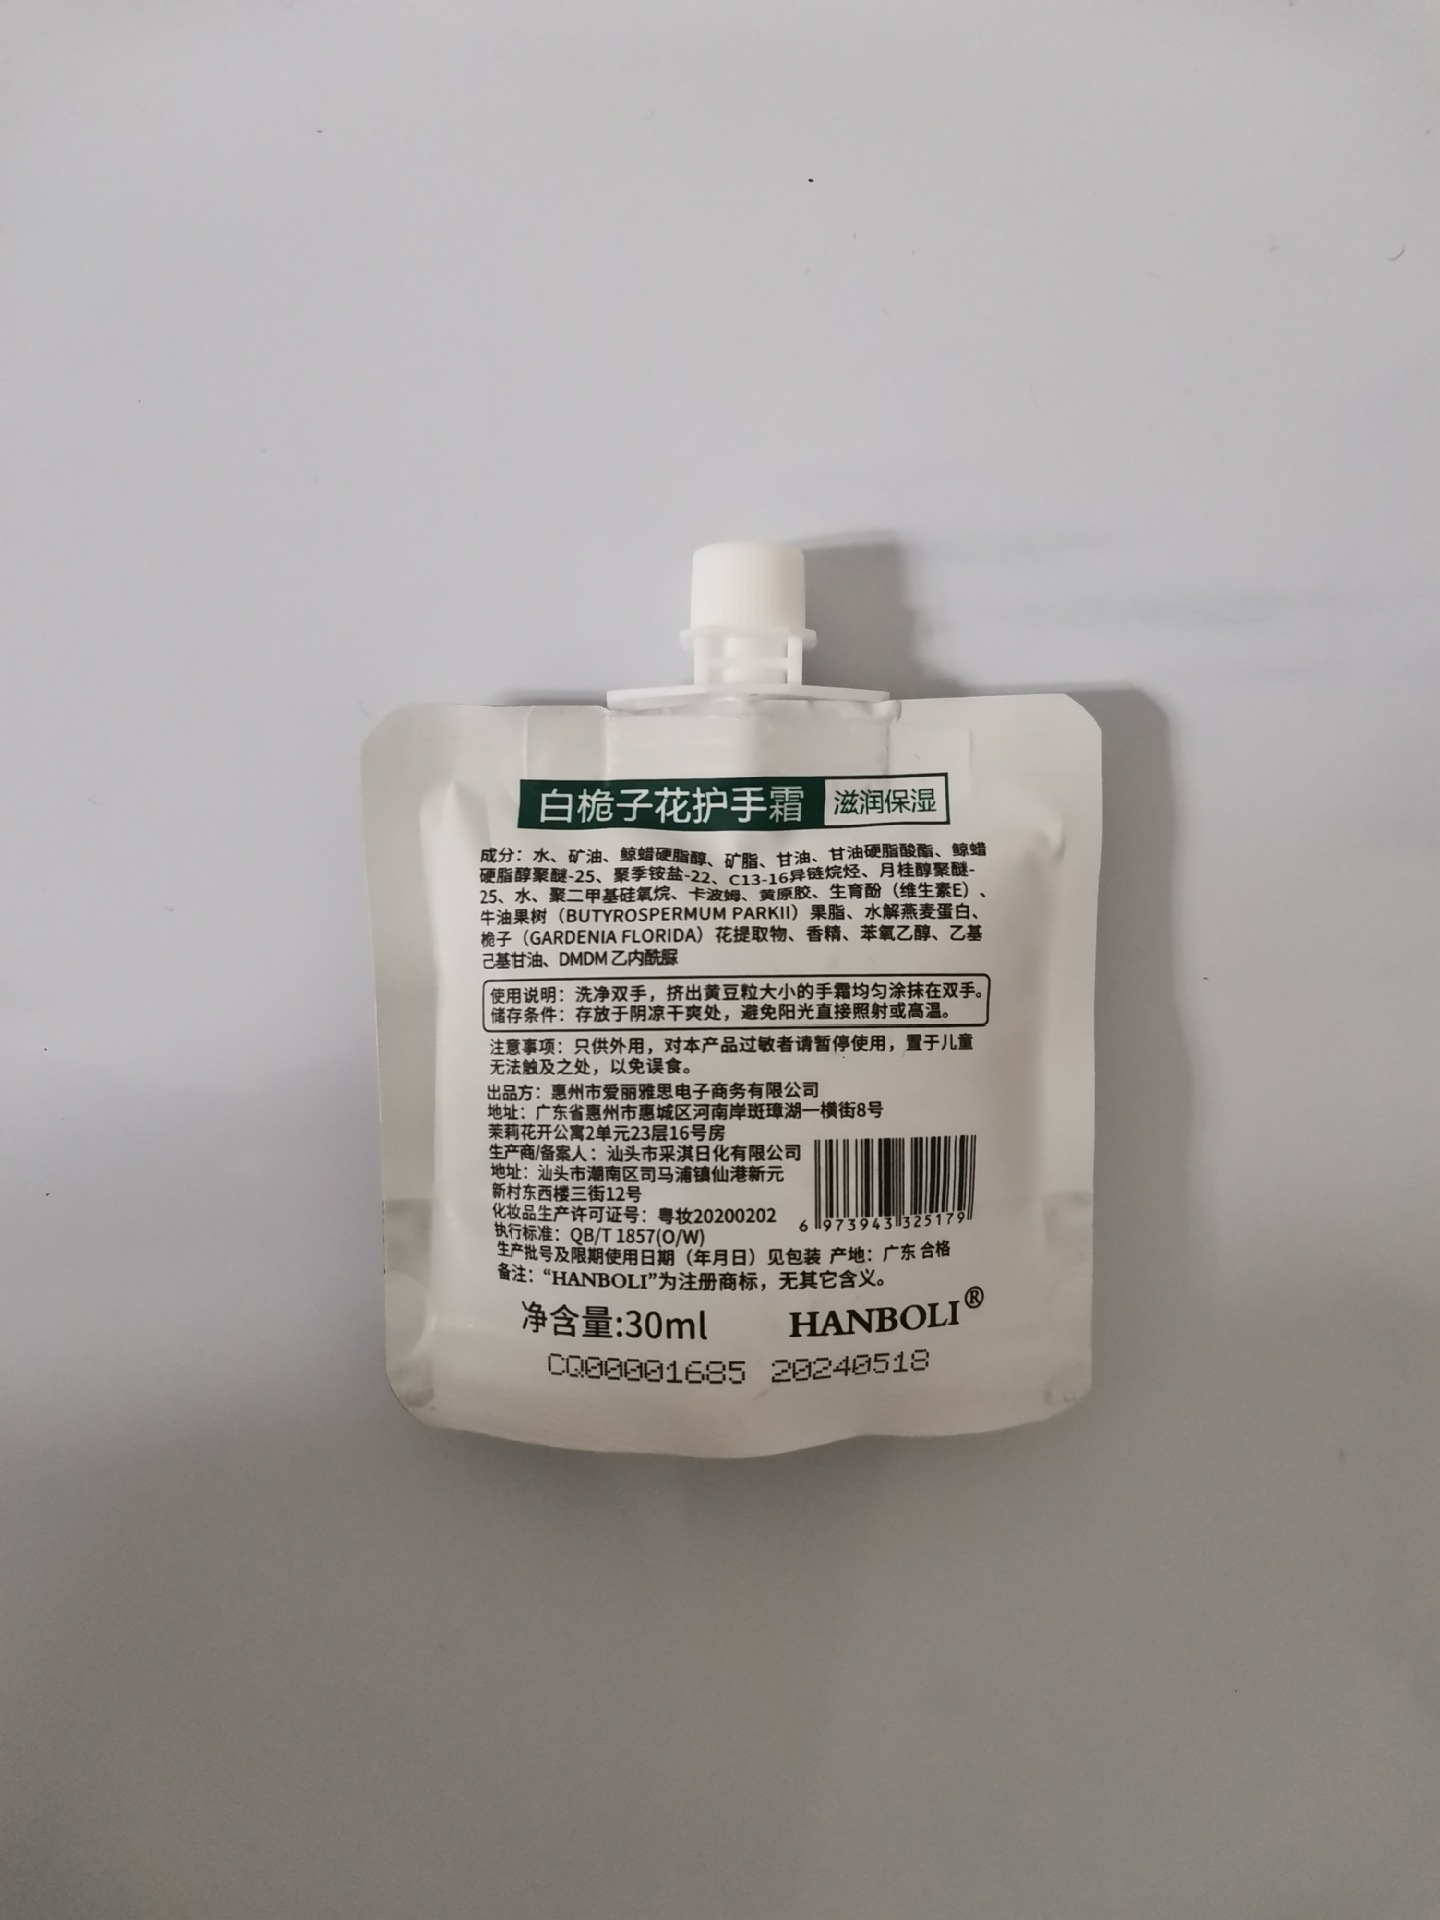 白桅子花护手霜 滋润保湿
成分：水、矿油、鲸蜡硬脂醇、矿脂、甘油、甘油硬脂酸酯、鲸蜡
硬脂醇聚醚-25、聚季铵盐-22、C13-16异链烷烃、月桂醇聚醚-
25、水、聚二甲基硅氧烷、卡波姆、黄原胶、生育酚（维生素E）、
牛油果树（BUTYROSPERMUM PARKII）果脂、水解燕麦蛋白、
桅子（GARDENIA FLORIDA）花提取物、香精、苯氧乙醇、乙基
己基甘油、DMDM 乙内酰脲
使用说明：洗净双手，挤出黄豆粒大小的手霜均匀涂抹在双手。
储存条件：存放于阴凉干爽处，避免阳光直接照射或高温。
注意事项：只供外用，对本产品过敏者请暂停使用，置于儿童
无法触及之处，以免误食。
出品方：惠州市爱丽雅思电子商务有限公司
地址：广东省惠州市惠城区河南岸斑璋湖一横街8号
茉莉花开公寓2单元23层16号房
生产商/备案人：汕头市采淇日化有限公司
地址：汕头市潮南区司马浦镇仙港新元
新村东西楼三街12号
化妆品生产许可证号：粤妆20200202
6 973943 325179
执行标准：QB/T 1857(O/W)
生产批号及限期使用日期（年月日）见包装 产地：广东 合格
备注：“HANBOLI”为注册商标，无其它含义。
净含量:30ml HANBOLI®
CQ00001685 20240518